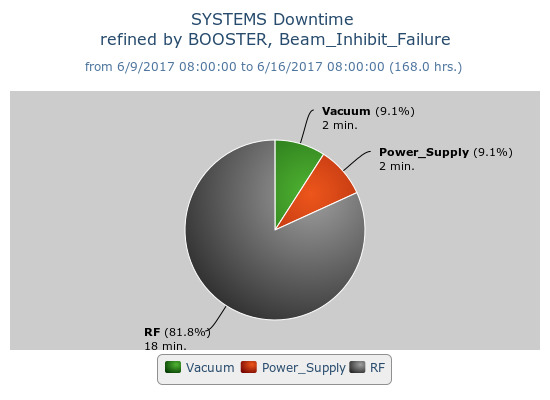 SYSTEMS Downtime
refined by BOOSTER, Beam_Inhibit_Failure
from 6/9/2017 08:00:00 to 6/16/2017 08:00:00 (168.0 hrs.)
Vacuum (9.1%)
2 min.
Power_Supply (9.1%)
2 min.
RF (81.8%)
18 min.
Vacuum Power_Supply RF